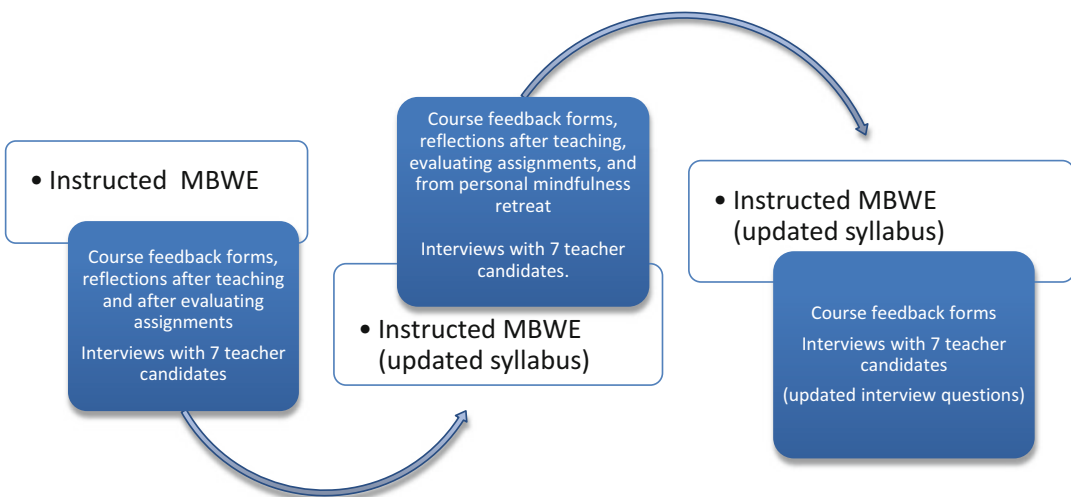 • Instructed  MBWE
Course feedback forms,
reflections after teaching
and after evaluating
assignments
Interviews with 7 teacher
candidates
Course feedback forms,
reflections after teaching,
evaluating assignments, and
from personal mindfulness
retreat
Interviews with 7 teacher
candidates.
• Instructed MBWE
(updated syllabus)
• Instructed MBWE
(updated syllabus)
Course feedback forms
Interviews with 7 teacher
candidates
(updated interview questions)